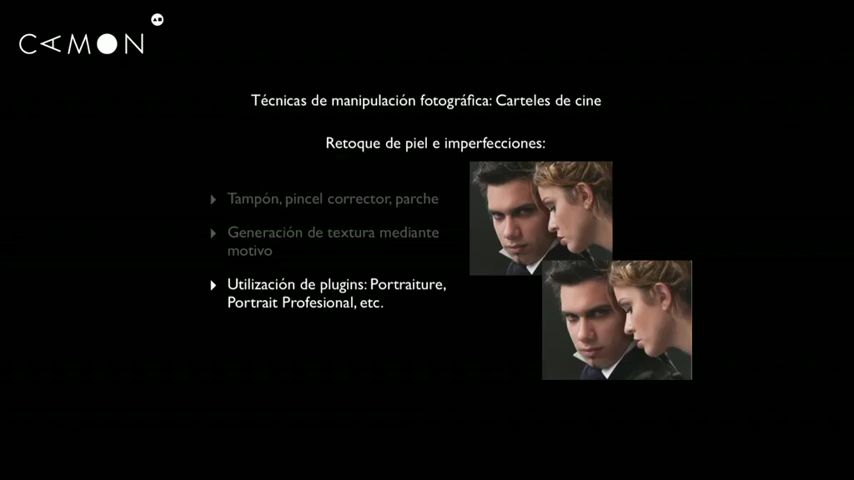 CAMON
Técnicas de manipulación fotográfica: Carteles de cine
Retoque de piel e imperfecciones:
Tampón, pincel corrector, parche
Generación de textura mediante
motivo
Utilización de plugins: Portraiture,
Portrait Profesional, etc.